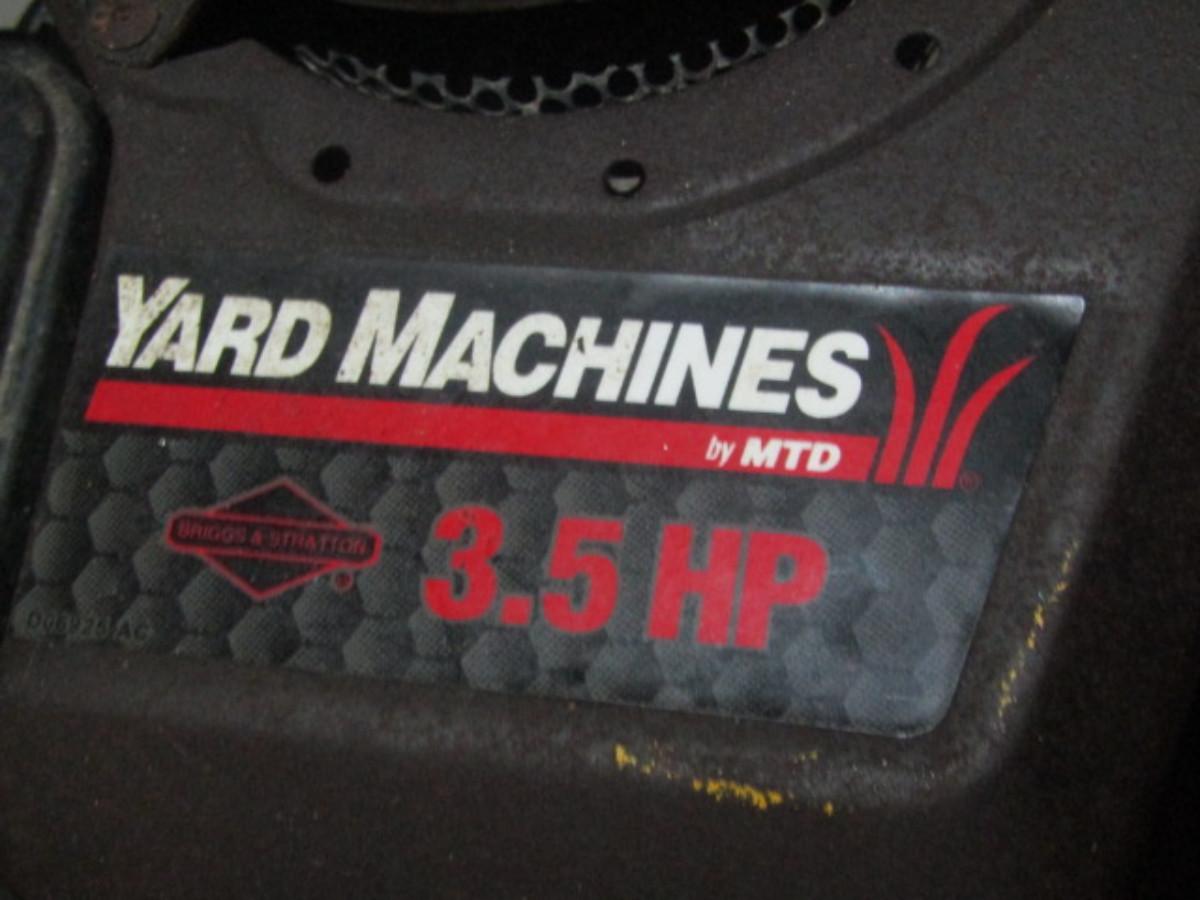 YARD MACHINES
by MTD
®
BRIGGS & STRATTON
®
3.5 HP